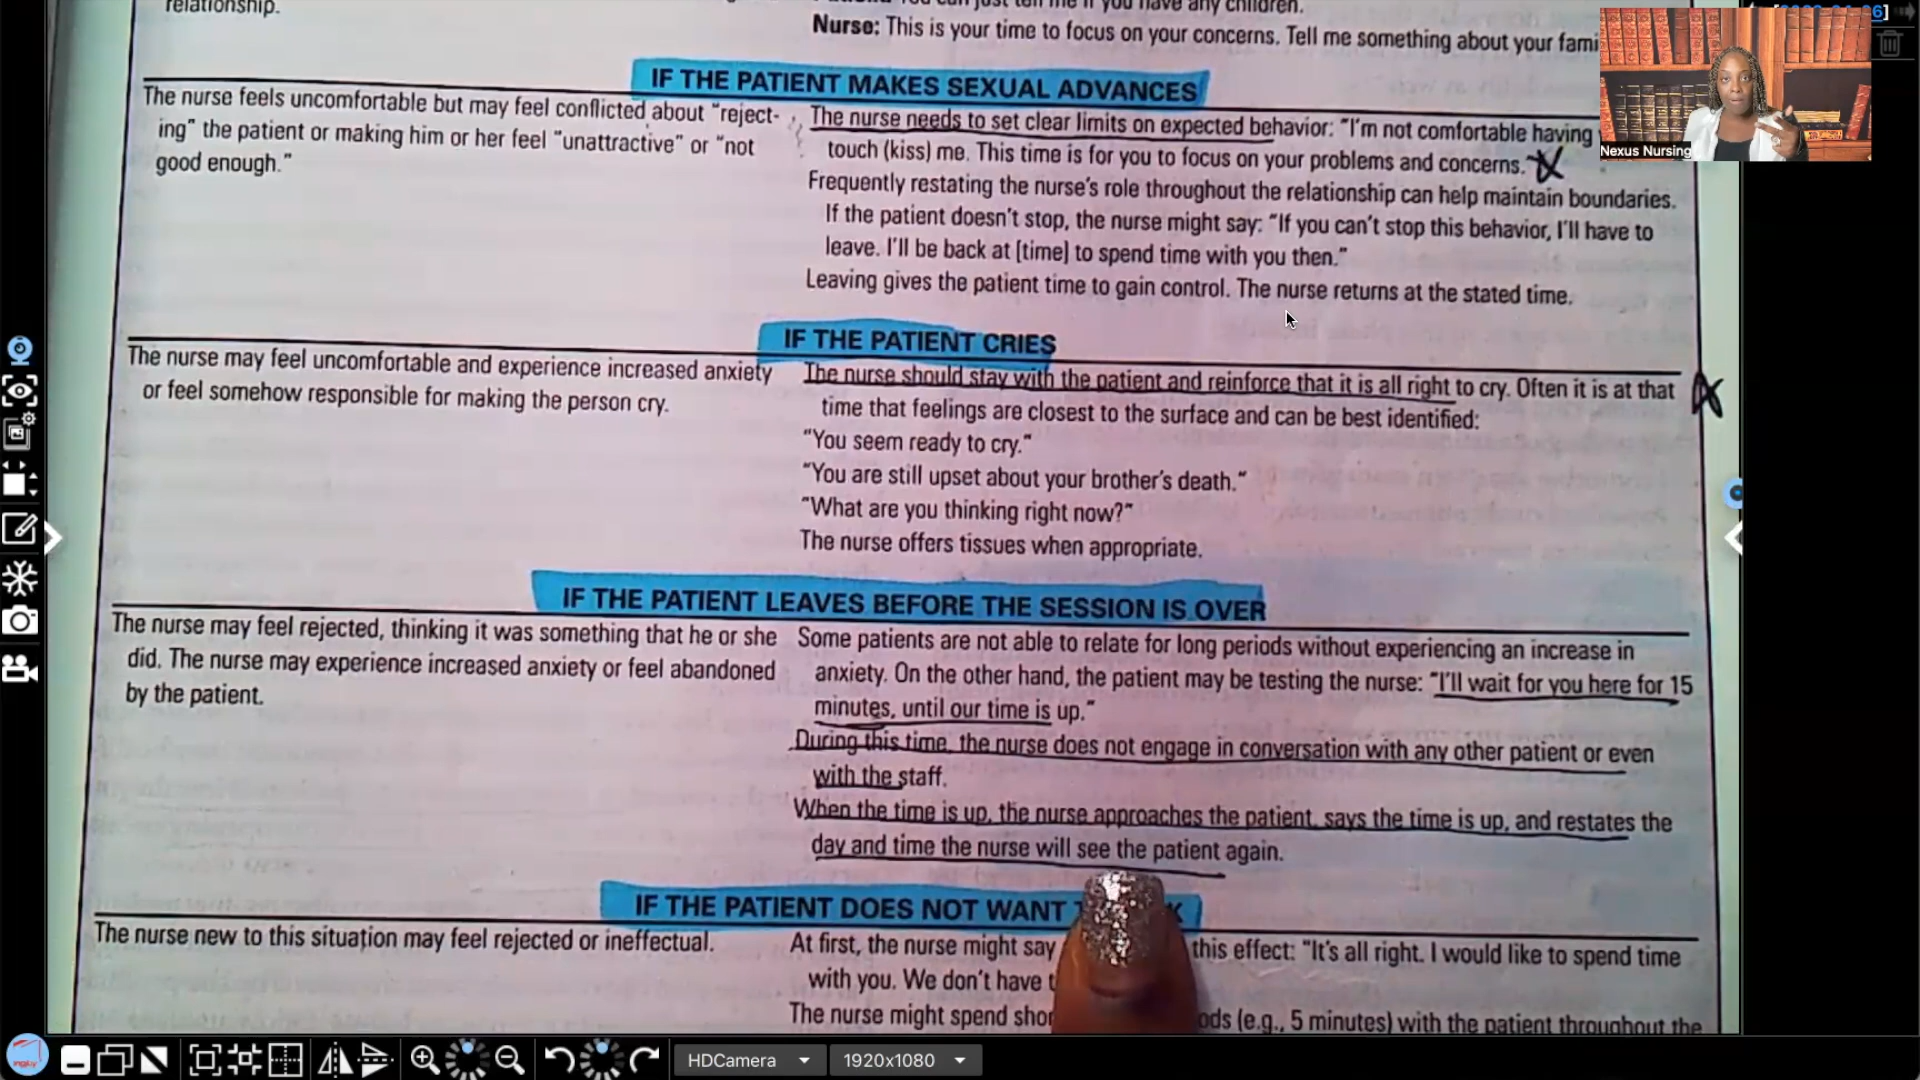 relationship.
can just tell me if you have any children.
Nurse: This is your time to focus on your concerns. Tell me something about your fami
Nexus Nursing
IF THE PATIENT MAKES SEXUAL ADVANCES
The nurse feels uncomfortable but may feel conflicted about “reject-
ing” the patient or making him or her feel “unattractive” or “not
good enough.”
The nurse needs to set clear limits on expected behavior: “I’m not comfortable having
touch (kiss) me. This time is for you to focus on your problems and concerns.
Frequently restating the nurse’s role throughout the relationship can help maintain boundaries.
If the patient doesn’t stop, the nurse might say: “If you can’t stop this behavior, I’ll have to
leave. I’ll be back at [time] to spend time with you then.”
Leaving gives the patient time to gain control. The nurse returns at the stated time.
IF THE PATIENT CRIES
The nurse may feel uncomfortable and experience increased anxiety
or feel somehow responsible for making the person cry.
The nurse should stay with the patient and reinforce that it is all right to cry. Often it is at that
time that feelings are closest to the surface and can be best identified:
“You seem ready to cry.”
“You are still upset about your brother’s death.”
“What are you thinking right now?”
The nurse offers tissues when appropriate.
IF THE PATIENT LEAVES BEFORE THE SESSION IS OVER
The nurse may feel rejected, thinking it was something that he or she
did. The nurse may experience increased anxiety or feel abandoned
by the patient.
Some patients are not able to relate for long periods without experiencing an increase in
anxiety. On the other hand, the patient may be testing the nurse: “I’ll wait for you here for 15
minutes, until our time is up.”
During this time, the nurse does not engage in conversation with any other patient or even
with the staff.
When the time is up, the nurse approaches the patient, says the time is up, and restates the
day and time the nurse will see the patient again.
IF THE PATIENT DOES NOT WANT
The nurse new to this situation may feel rejected or ineffectual.
At first, the nurse might say this effect: “It’s all right. I would like to spend time
with you. We don’t have
The nurse might spend (e.g., 5 minutes) with the patient throughout the
HDCamera
1920x1080